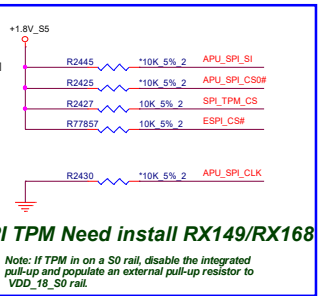 +1.8V_S5
R2445 *10K_5%_2 APU_SPI_SI
R2425 *10K_5%_2 APU_SPI_CS0#
R2427 10K_5%_2 SPI_TPM_CS
R77857 10K_5%_2 ESPI_CS#
R2430 *10K_5%_2 APU_SPI_CLK
PI TPM Need install RX149/RX168
Note: If TPM in on a S0 rail, disable the integrated
pull-up and populate an external pull-up resistor to
VDD_18_S0 rail.